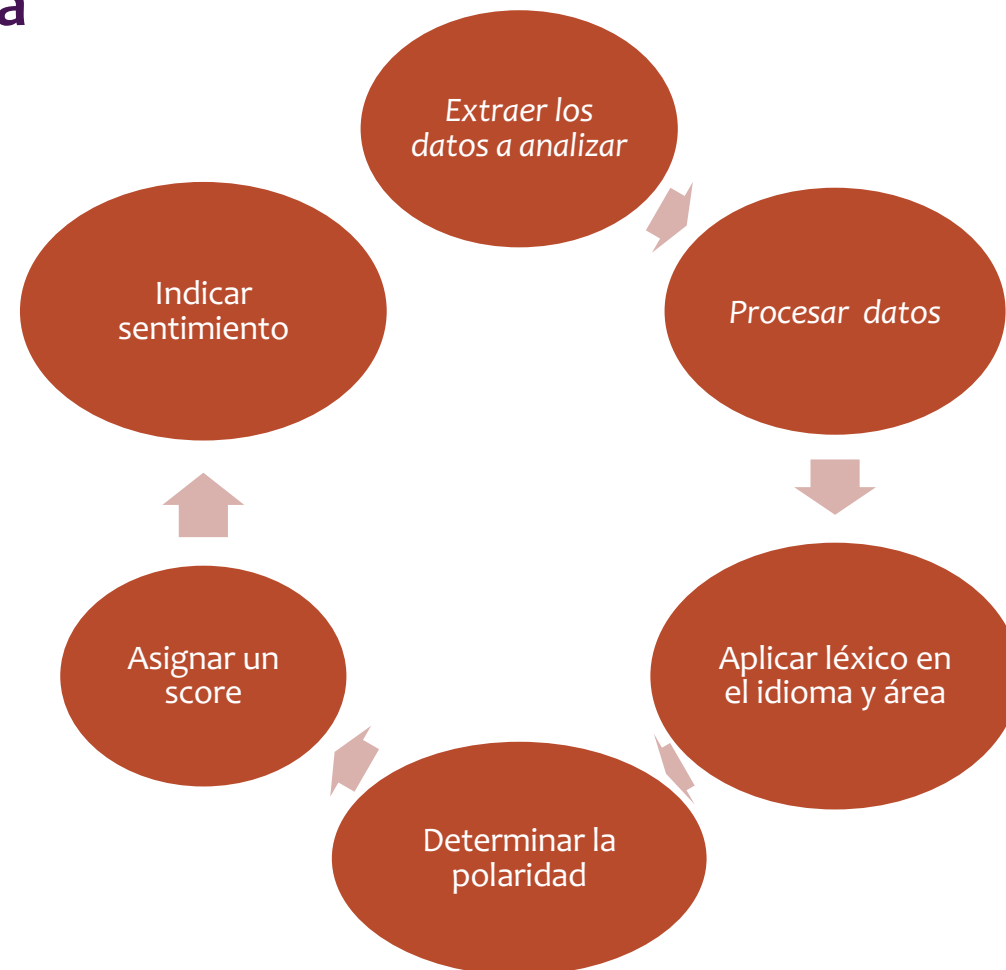 a
Extraer los
datos a analizar
Procesar datos
Aplicar léxico en
el idioma y área
Determinar la
polaridad
Asignar un
score
Indicar
sentimiento